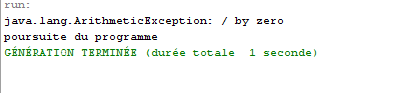 run:
java.lang.ArithmeticException: / by zero
poursuite du programme
GÉNÉRATION TERMINÉE (durée totale 1 seconde)